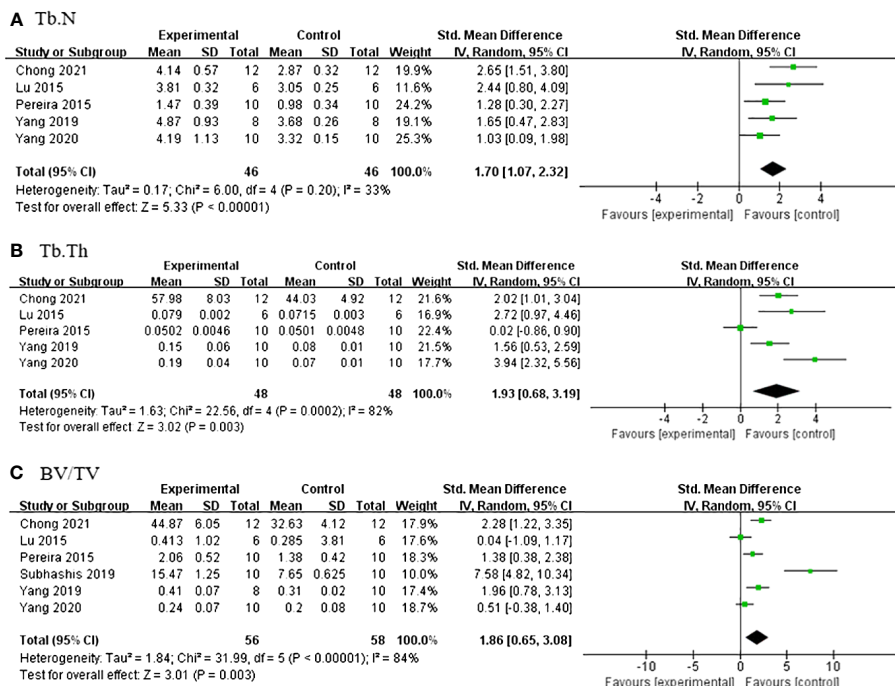 A Tb.N
Experimental Control Std. Mean Difference Std. Mean Difference
Study or Subgroup Mean SD Total Mean SD Total Weight IV, Random, 95% CI IV, Random, 95% CI
Chong 2021 4.14 0.57 12 2.87 0.32 12 19.9% 2.65 [1.51, 3.80]
Lu 2015 3.81 0.32 6 3.05 0.25 6 11.6% 2.44 [0.80, 4.09]
Pereira 2015 1.47 0.39 10 0.98 0.34 10 24.2% 1.28 [0.30, 2.27]
Yang 2019 4.87 0.93 8 3.68 0.26 8 19.1% 1.65 [0.47, 2.83]
Yang 2020 4.19 1.13 10 3.32 0.15 10 25.3% 1.03 [0.09, 1.98]
Total (95% CI) 46 46 100.0% 1.70 [1.07, 2.32]
Heterogeneity: Tau² = 0.17; Chi² = 6.00, df = 4 (P = 0.20); I² = 33%
Test for overall effect: Z = 5.33 (P < 0.00001)
-4 -2 0 2 4
Favours [experimental] Favours [control]
B Tb.Th
Experimental Control Std. Mean Difference Std. Mean Difference
Study or Subgroup Mean SD Total Mean SD Total Weight IV, Random, 95% CI IV, Random, 95% CI
Chong 2021 57.98 8.03 12 44.03 4.92 12 21.6% 2.02 [1.01, 3.04]
Lu 2015 0.079 0.002 6 0.0715 0.003 6 16.9% 2.72 [0.97, 4.46]
Pereira 2015 0.0502 0.0046 10 0.0501 0.0048 10 22.4% 0.02 [-0.86, 0.90]
Yang 2019 0.15 0.06 10 0.08 0.01 10 21.5% 1.56 [0.53, 2.59]
Yang 2020 0.19 0.04 10 0.07 0.01 10 17.7% 3.94 [2.32, 5.56]
Total (95% CI) 48 48 100.0% 1.93 [0.68, 3.19]
Heterogeneity: Tau² = 1.63; Chi² = 22.56, df = 4 (P = 0.0002); I² = 82%
Test for overall effect: Z = 3.02 (P = 0.003)
-4 -2 0 2 4
Favours [experimental] Favours [control]
C BV/TV
Experimental Control Std. Mean Difference Std. Mean Difference
Study or Subgroup Mean SD Total Mean SD Total Weight IV, Random, 95% CI IV, Random, 95% CI
Chong 2021 44.87 6.05 12 32.63 4.12 12 17.9% 2.28 [1.22, 3.35]
Lu 2015 0.413 1.02 6 0.285 3.81 6 17.6% 0.04 [-1.09, 1.17]
Pereira 2015 2.06 0.52 10 1.38 0.42 10 18.3% 1.38 [0.38, 2.38]
Subhashis 2019 15.47 1.25 10 7.65 0.625 10 10.0% 7.58 [4.82, 10.34]
Yang 2019 0.41 0.07 8 0.31 0.02 10 17.4% 1.96 [0.78, 3.13]
Yang 2020 0.24 0.07 10 0.2 0.08 10 18.7% 0.51 [-0.38, 1.40]
Total (95% CI) 56 58 100.0% 1.86 [0.65, 3.08]
Heterogeneity: Tau² = 1.84; Chi² = 31.99, df = 5 (P < 0.00001); I² = 84%
Test for overall effect: Z = 3.01 (P = 0.003)
-10 -5 0 5 10
Favours [experimental] Favours [control]